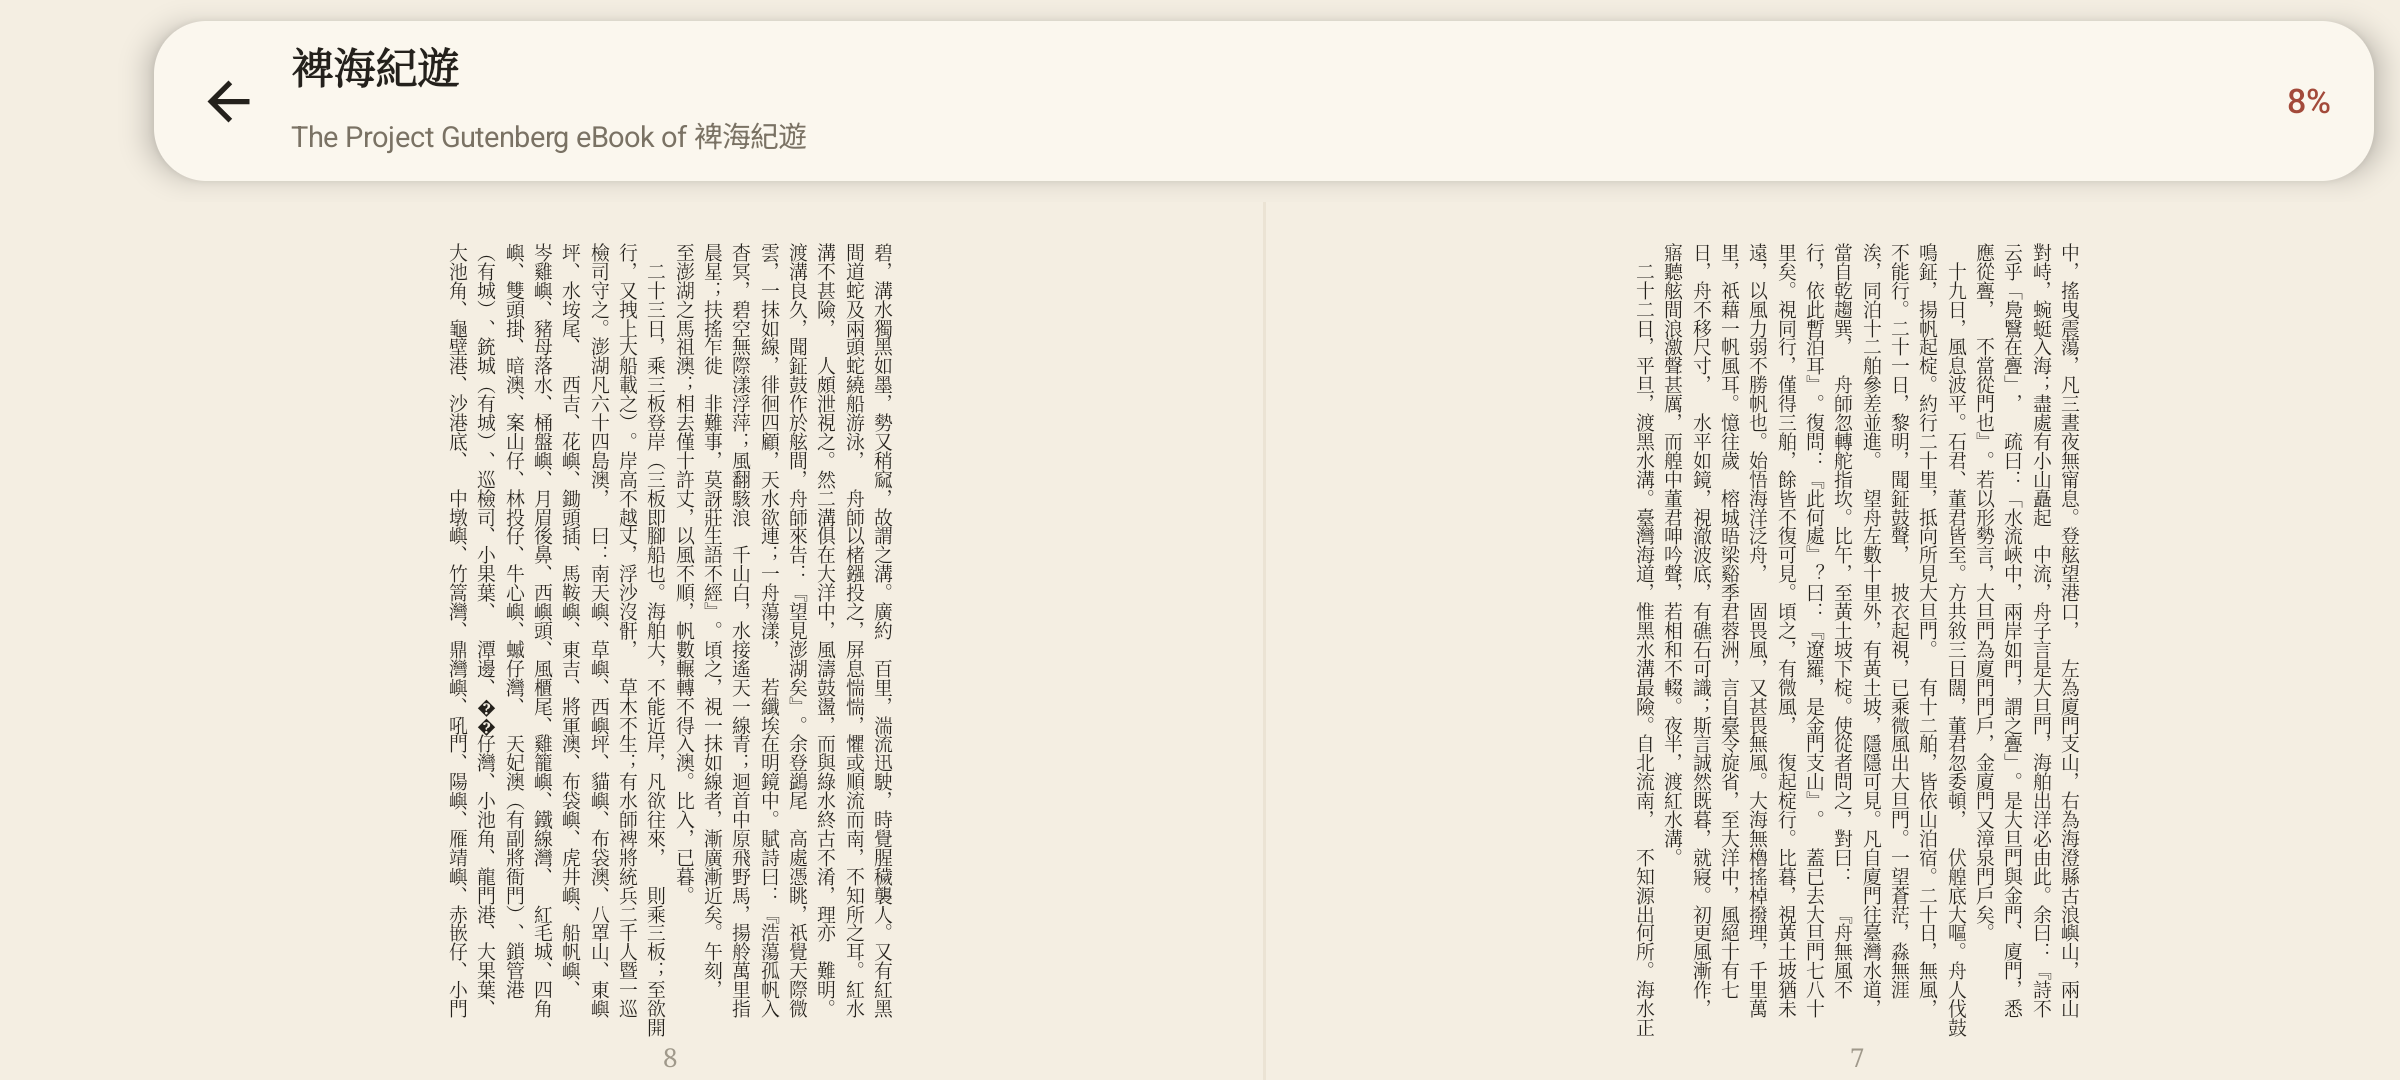 裨海紀遊
The Project Gutenberg eBook of 裨海紀遊
8%
中，搖曳震蕩，凡三晝夜無甯息。登舷望港口，　左為廈門支山，右為海澄縣古浪嶼山，兩山
對峙，蜿蜒入海；盡處有小山矗起　中流，舟子言是大旦門，海舶出洋必由此。余曰：『詩不
云乎「鳧鷖在亹」，　疏曰：「水流峽中，兩岸如門，謂之亹」。是大旦門與金門、廈門，悉
應從亹，　不當從門也』。若以形勢言，大旦門為廈門門戶，金廈門又漳泉門戶矣。
十九日，風息波平。石君、董君皆至。方共敘三日闊，董君忽委頓，　伏艎底大嘔。舟人伐鼓
鳴鉦，揚帆起椗。約行二十里，抵向所見大旦門。　有十二舶，皆依山泊宿。二十日，無風，
不能行。二十一日，黎明，聞鉦鼓聲，　披衣起視，已乘微風出大旦門。一望蒼茫，淼無涯
涘，同泊十二舶參差並進。　望舟左數十里外，有黃土坡，隱隱可見。凡自廈門往臺灣水道，
當自乾趨巽，　舟師忽轉舵指坎。比午，至黃土坡下椗。使從者問之，對曰：　『舟無風不
行，依此暫泊耳』。復問：『此何處』？曰：『遼羅，是金門支山』。　蓋已去大旦門七八十
里矣。視同行，僅得三舶，餘皆不復可見。頃之，有微風，　復起椗行。比暮，視黃土坡猶未
遠，以風力弱不勝帆也。始悟海洋泛舟，　固畏風，又甚畏無風。大海無櫓搖棹撥理，千里萬
里，祇藉一帆風耳。憶往歲　榕城晤梁谿季君蓉洲，言自臺令旋省，至大洋中，風絕十有七
日，舟不移尺寸，　水平如鏡，視澈波底，有礁石可識；斯言誠然既暮，就寢。初更風漸作，
寤聽舷間浪激聲甚厲，而艎中董君呻吟聲，若相和不輟。夜半，渡紅水溝。
二十二日，平旦，渡黑水溝。臺灣海道，惟黑水溝最險。自北流南，　不知源出何所。海水正
7
碧，溝水獨黑如墨，勢又稍窳，故謂之溝。廣約　百里，湍流迅駛，時覺腥穢襲人。又有紅黑
間道蛇及兩頭蛇繞船游泳，　舟師以楮鏹投之，屏息惴惴，懼或順流而南，不知所之耳。紅水
溝不甚險，　人頗泄視之。然二溝俱在大洋中，風濤鼓盪，而與綠水終古不淆，理亦　難明。
渡溝良久，聞鉦鼓作於舷間，舟師來告：『望見澎湖矣』。余登鷁尾　高處憑眺，祇覺天際微
雲，一抹如線，徘徊四顧，天水欲連；一舟蕩漾，　若纖埃在明鏡中。賦詩曰：『浩蕩孤帆入
杳冥，碧空無際漾浮萍；風翻駭浪　千山白，水接遙天一線青；迴首中原飛野馬，揚舲萬里指
晨星；扶搖乍徙　非難事，莫訝莊生語不經』。頃之，視一抹如線者，漸廣漸近矣。午刻，
至澎湖之馬祖澳；相去僅十許丈，以風不順，帆數輾轉不得入澳。比入，已暮。
二十三日，乘三板登岸（三板即腳船也。海舶大，不能近岸，凡欲往來，　則乘三板；至欲開
行，又拽上大船載之）。岸高不越丈，浮沙沒骭，　草木不生；有水師裨將統兵二千人暨一巡
檢司守之。澎湖凡六十四島澳，　曰：南天嶼、草嶼、西嶼坪、貓嶼、布袋澳、八罩山、東嶼
坪、水垵尾、　西吉、花嶼、鋤頭插、馬鞍嶼、東吉、將軍澳、布袋嶼、虎井嶼、船帆嶼、
岑雞嶼、豬母落水、桶盤嶼、月眉後鼻、西嶼頭、風櫃尾、雞籠嶼、鐵線灣、　紅毛城、四角
嶼、雙頭掛、暗澳、案山仔、林投仔、牛心嶼、蛾仔灣、　天妃澳（有副將衙門）、鎖管港
（有城）、銃城（有城）、巡檢司、小果葉、　潭邊、��仔灣、小池角、龍門港、大果葉、
大池角、龜壁港、沙港底、　中墩嶼、竹篙灣、鼎灣嶼、吼門、陽嶼、雁靖嶼、赤嵌仔、小門
8